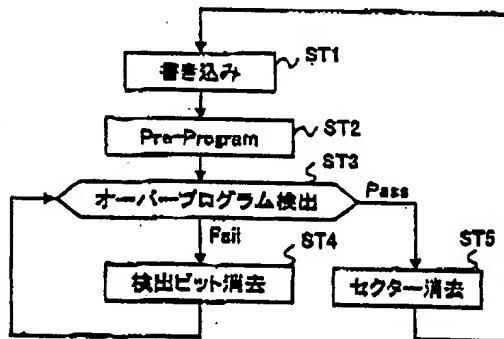 書き込み
ST1
Pre-Program
ST2
オーバープログラム検出
ST3
Pass
Fail
検出ビット消去
ST4
セクター消去
ST5